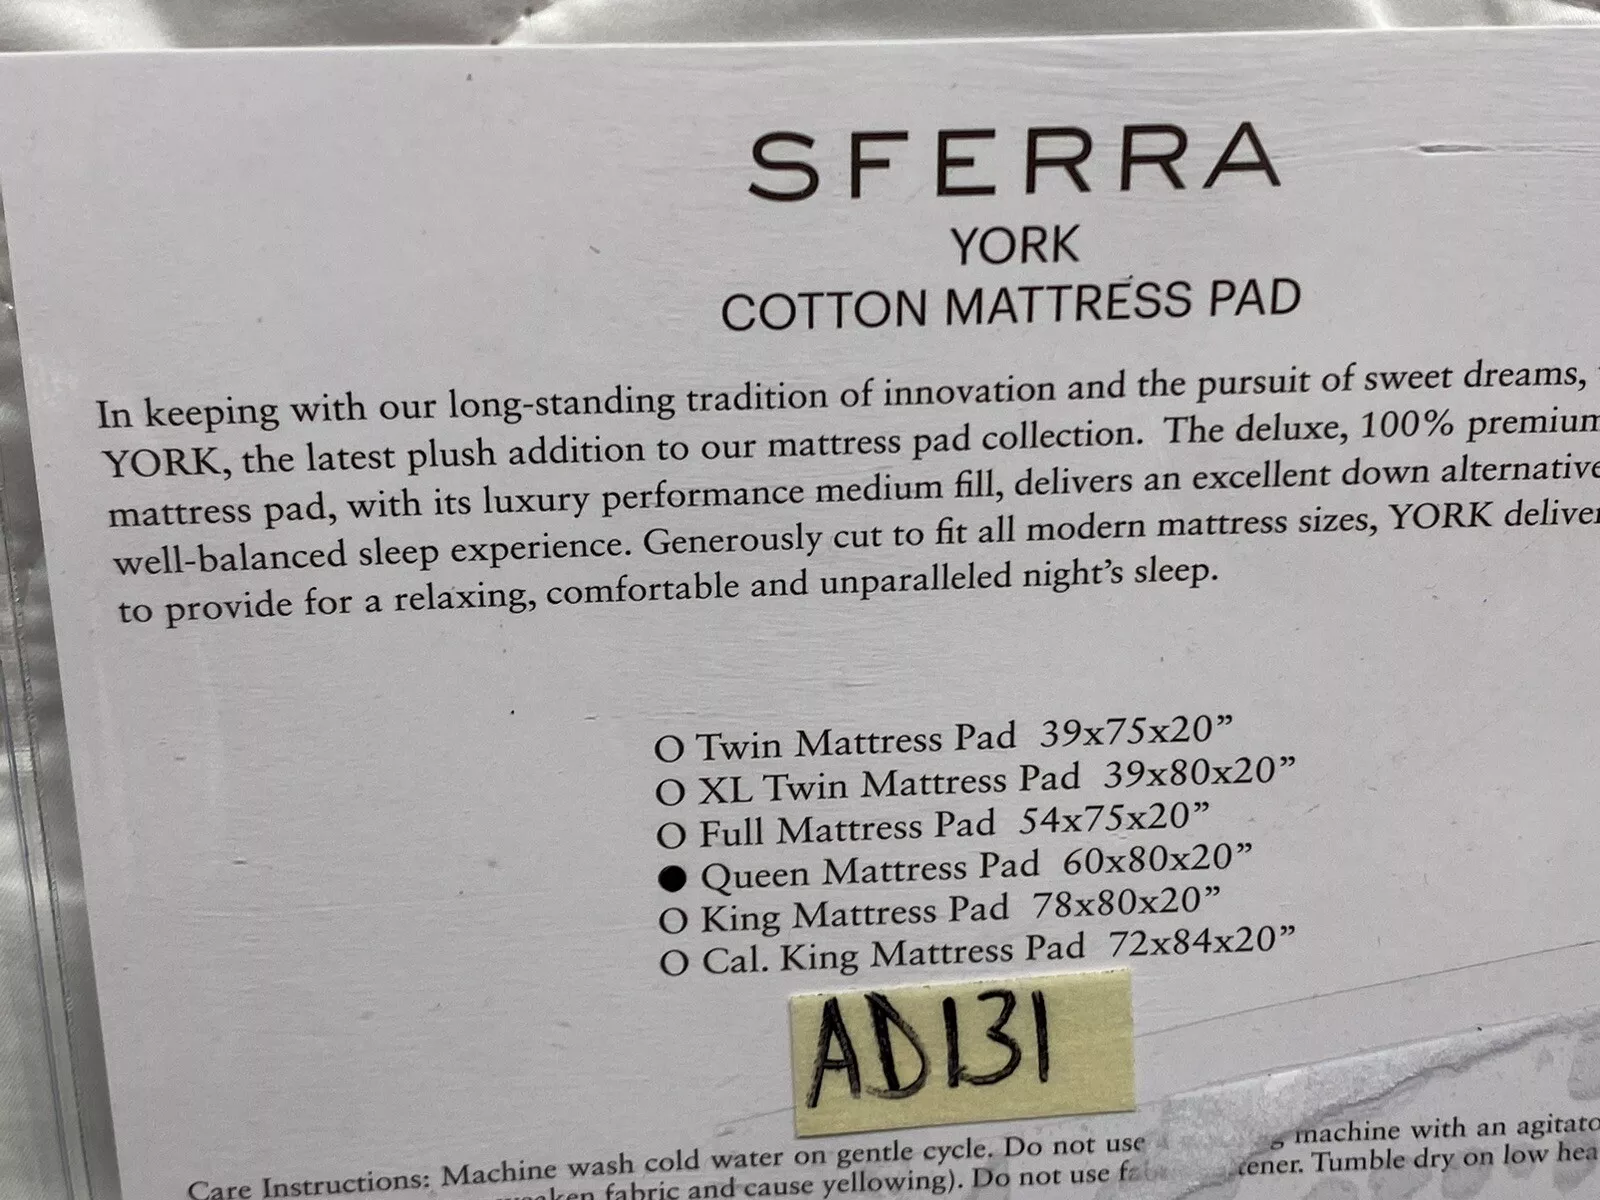 SFERRA
YORK
COTTON MATTRESS PAD
In keeping with our long-standing tradition of innovation and the pursuit of sweet dreams,
YORK, the latest plush addition to our mattress pad collection. The deluxe, 100% premium
mattress pad, with its luxury performance medium fill, delivers an excellent down alternative
well-balanced sleep experience. Generously cut to fit all modern mattress sizes, YORK deliver
to provide for a relaxing, comfortable and unparalleled night's sleep.
O Twin Mattress Pad 39x75x20”
O XL Twin Mattress Pad 39x80x20”
O Full Mattress Pad 54x75x20”
● Queen Mattress Pad 60x80x20”
O King Mattress Pad 78x80x20”
O Cal. King Mattress Pad 72x84x20”
AD131
Care Instructions: Machine wash cold water on gentle cycle. Do not use machine with an agitato
fabric and cause yellowing). Do not use Tumble dry on low hea